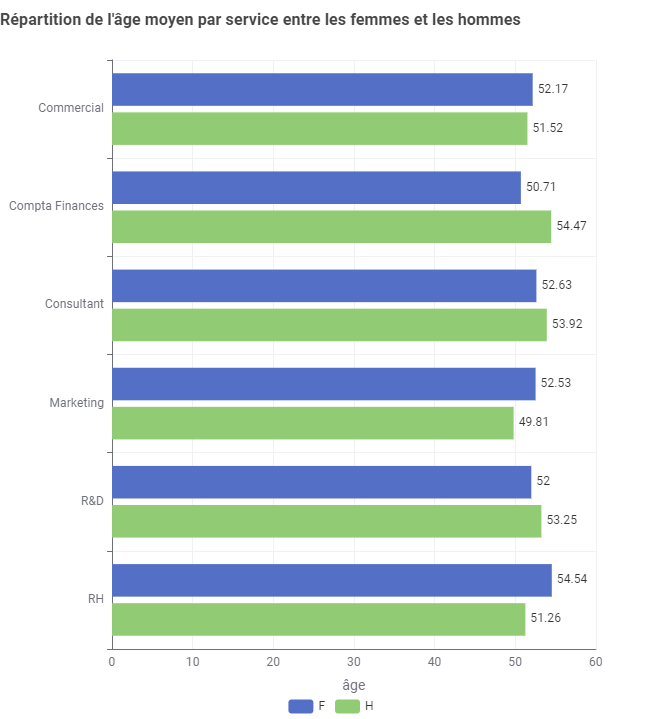 Répartition de l'âge moyen par service entre les femmes et les hommes
Commercial
52.17
51.52
Compta Finances
50.71
54.47
Consultant
52.63
53.92
Marketing
52.53
49.81
R&D
52
53.25
RH
54.54
51.26
0 10 20 30 40 50 60
âge
F H